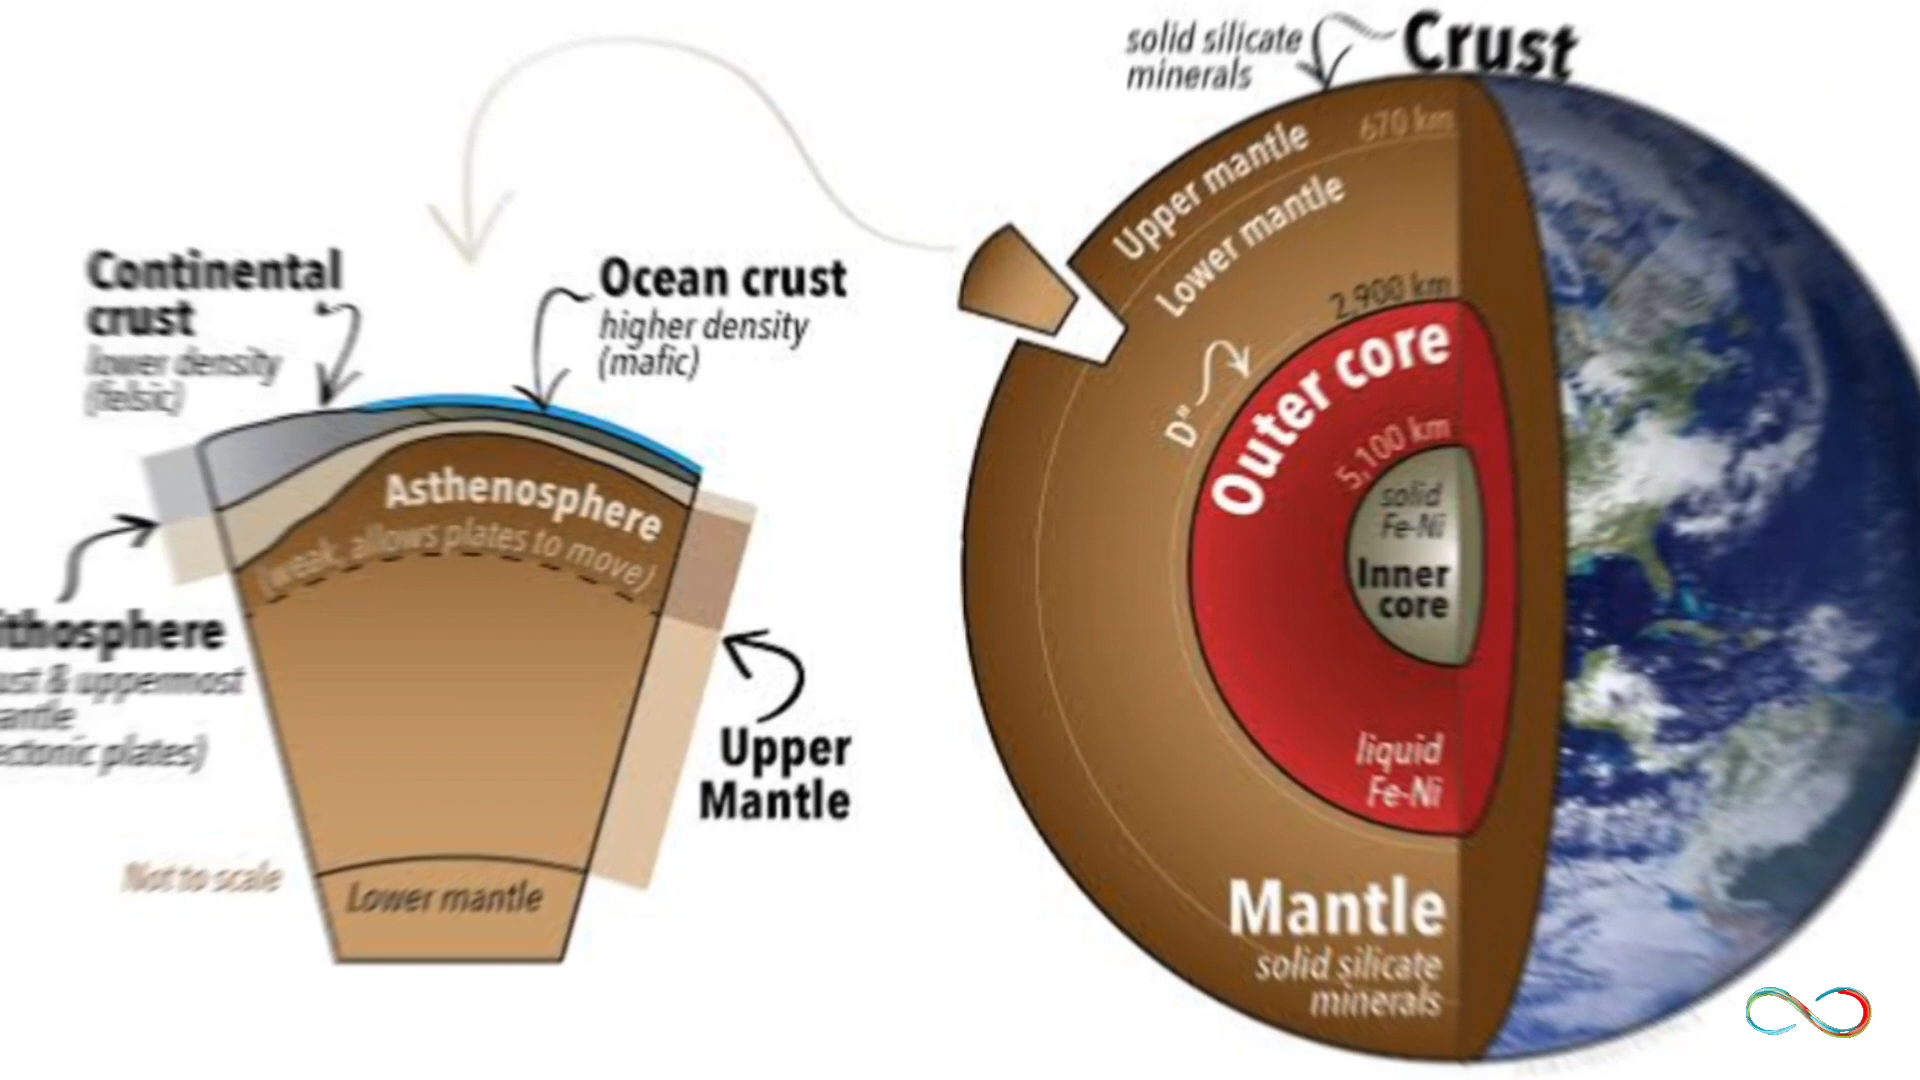 solid silicate
minerals
Crust
670 km
Upper mantle
Lower mantle
2,900 km
D"
Outer core
5,100 km
solid
Fe-Ni
Inner
core
liquid
Fe-Ni
Mantle
solid silicate
minerals
Continental
crust
lower density
(felsic)
Ocean crust
higher density
(mafic)
Asthenosphere
(weak, allows plates to move)
ithosphere
ust & uppermost
antle
ectonic plates)
Upper
Mantle
Not to scale
Lower mantle